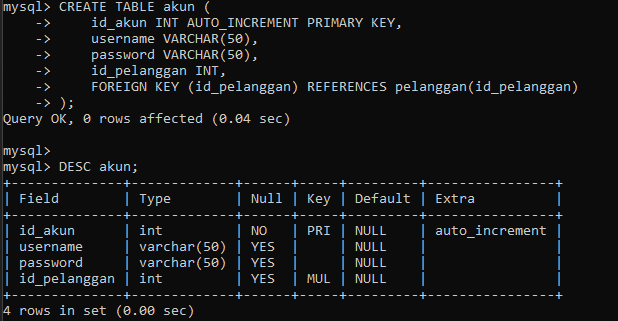 mysql> CREATE TABLE akun (
    ->     id_akun INT AUTO_INCREMENT PRIMARY KEY,
    ->     username VARCHAR(50),
    ->     password VARCHAR(50),
    ->     id_pelanggan INT,
    ->     FOREIGN KEY (id_pelanggan) REFERENCES pelanggan(id_pelanggan)
    -> );
Query OK, 0 rows affected (0.04 sec)
mysql>
mysql> DESC akun;
+--------------+-------------+------+-----+---------+----------------+
| Field        | Type        | Null | Key | Default | Extra          |
+--------------+-------------+------+-----+---------+----------------+
| id_akun      | int         | NO   | PRI | NULL    | auto_increment |
| username     | varchar(50) | YES  |     | NULL    |                |
| password     | varchar(50) | YES  |     | NULL    |                |
| id_pelanggan | int         | YES  | MUL | NULL    |                |
+--------------+-------------+------+-----+---------+----------------+
4 rows in set (0.00 sec)